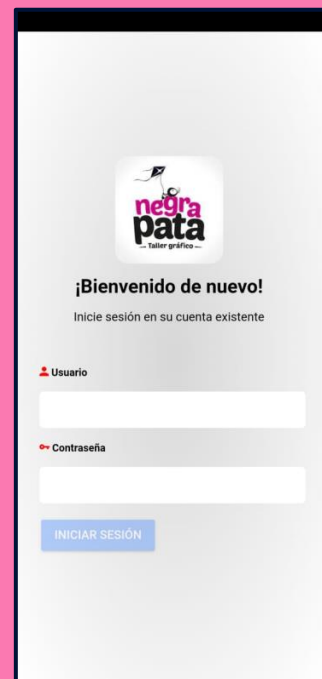 negra
pata
Taller gráfico
¡Bienvenido de nuevo!
Inicie sesión en su cuenta existente
Usuario
Contraseña
INICIAR SESIÓN